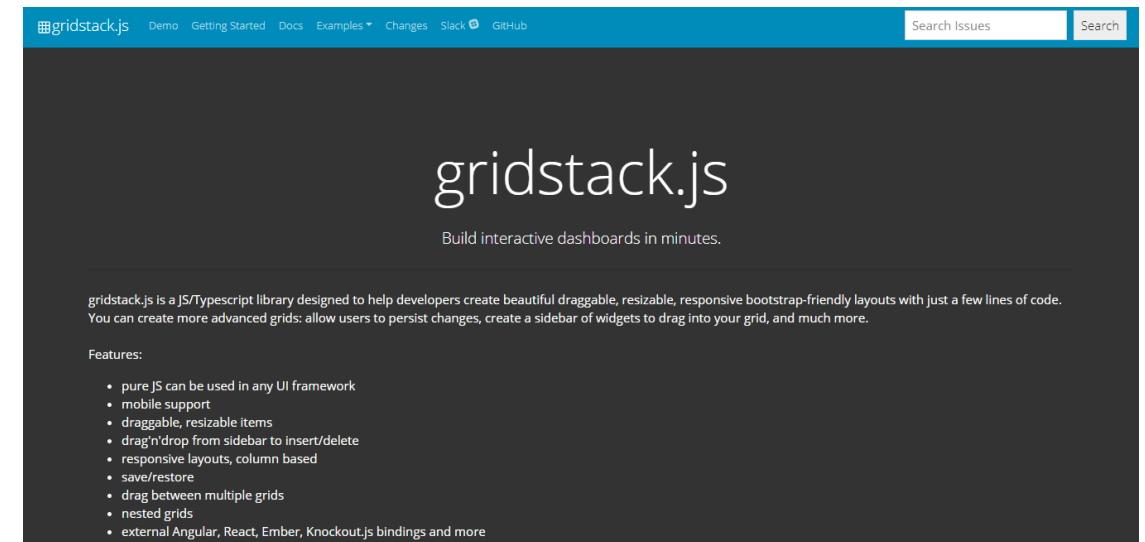 gridstack.js Demo Getting Started Docs Examples Changes Slack GitHub Search Issues Search
gridstack.js
Build interactive dashboards in minutes.
gridstack.js is a JS/Typescript library designed to help developers create beautiful draggable, resizable, responsive bootstrap-friendly layouts with just a few lines of code.
You can create more advanced grids: allow users to persist changes, create a sidebar of widgets to drag into your grid, and much more.
Features:
• pure JS can be used in any UI framework
• mobile support
• draggable, resizable items
• drag'n'drop from sidebar to insert/delete
• responsive layouts, column based
• save/restore
• drag between multiple grids
• nested grids
• external Angular, React, Ember, Knockout.js bindings and more